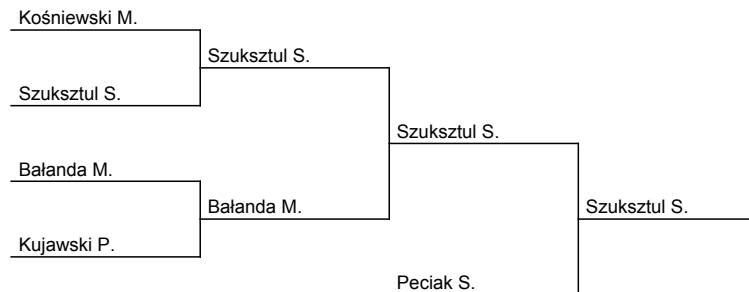 Kośniewski M.
Szuksztul S.
Szuksztul S.
Szuksztul S.
Bałanda M.
Bałanda M.
Szuksztul S.
Kujawski P.
Peciak S.